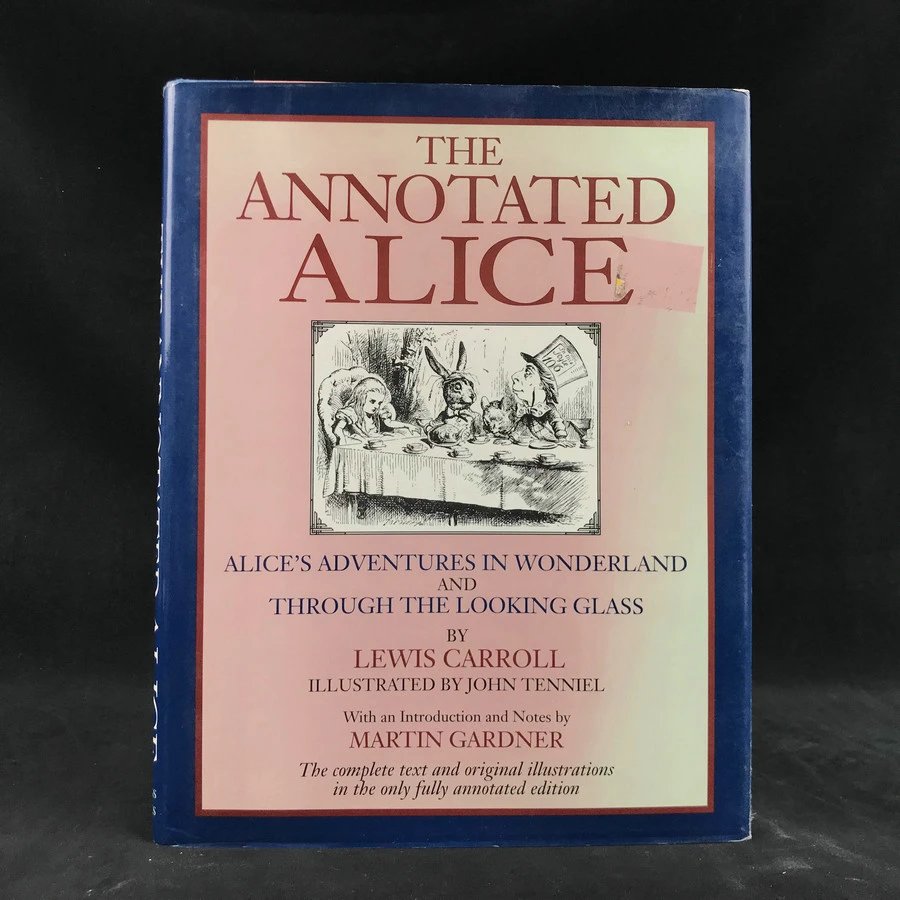 THE
ANNOTATED
ALICE
ALICE'S ADVENTURES IN WONDERLAND
AND
THROUGH THE LOOKING GLASS
BY
LEWIS CARROLL
ILLUSTRATED BY JOHN TENNIEL
With an Introduction and Notes by
MARTIN GARDNER
The complete text and original illustrations
in the only fully annotated edition